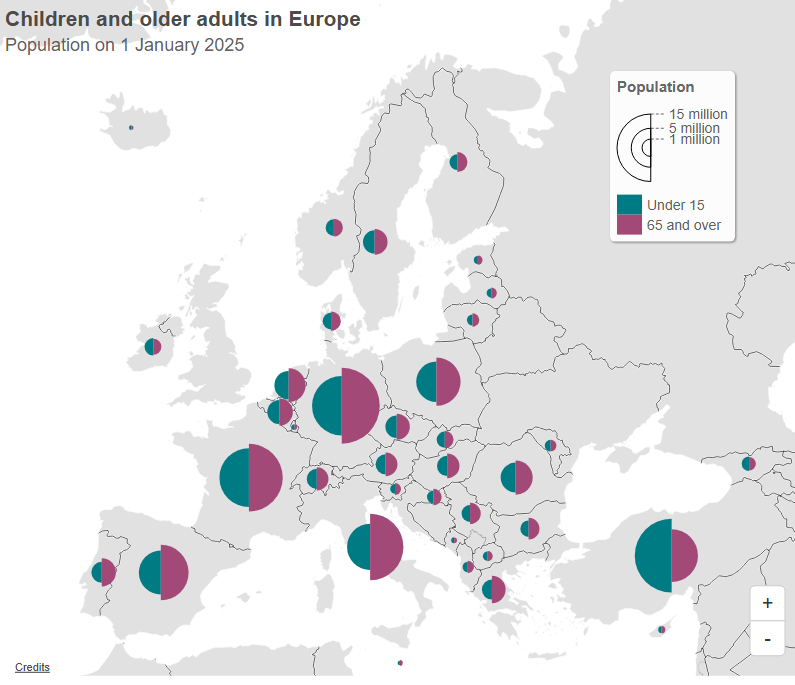 Children and older adults in Europe
Population on 1 January 2025
Population
15 million
5 million
1 million
Under 15
65 and over
+
-
Credits